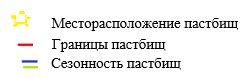 Месторасположение пастбищ
Границы пастбищ
Сезонность пастбищ